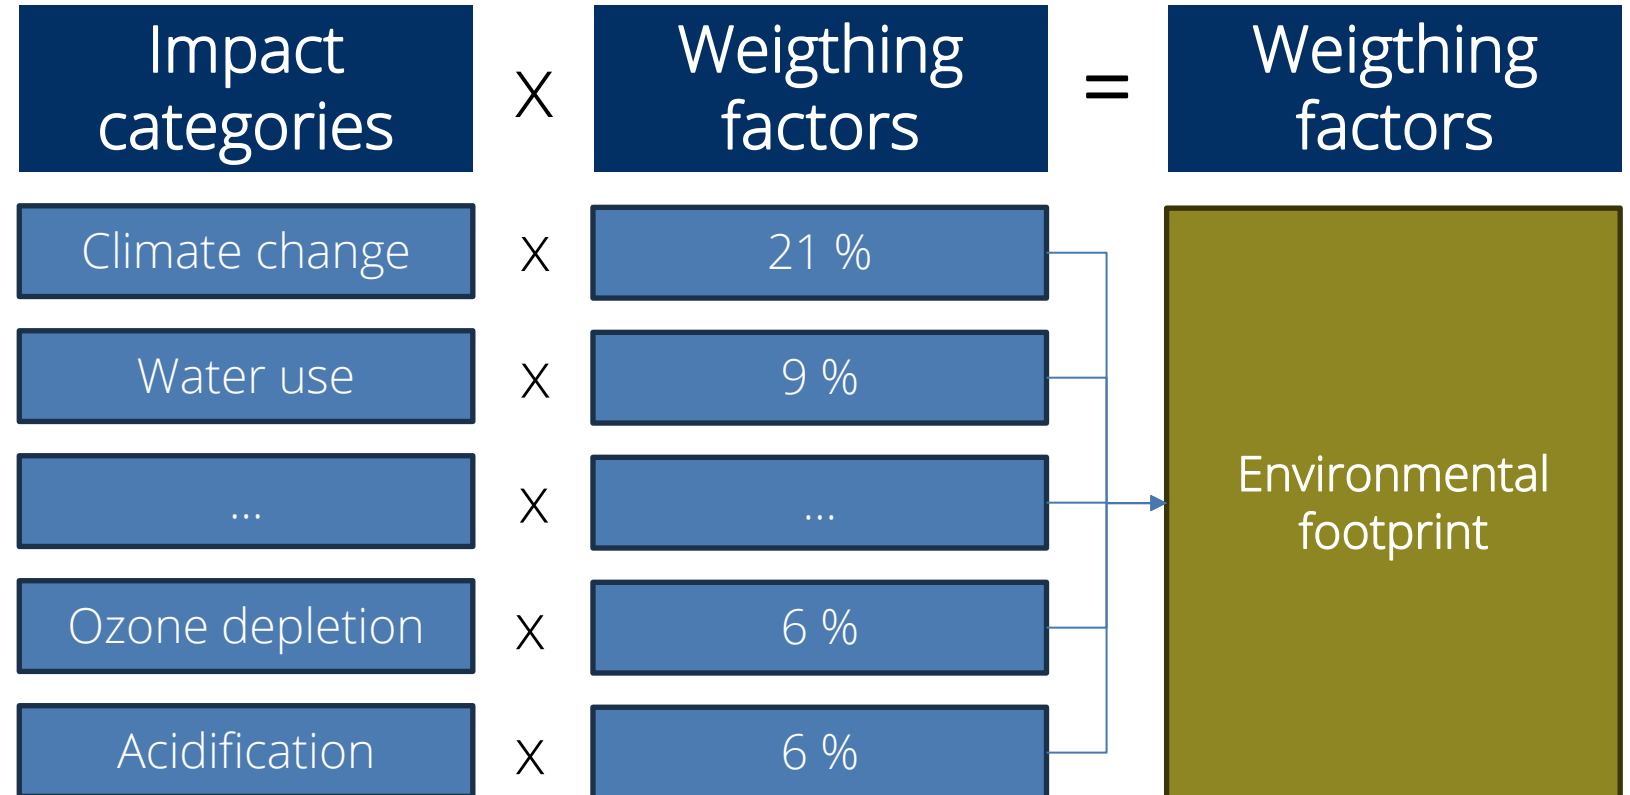 Impact
categories
x
Weigthing
factors
=
Weigthing
factors
Climate change
x
21 %
Water use
x
9 %
...
x
...
Environmental
footprint
Ozone depletion
x
6 %
Acidification
x
6 %